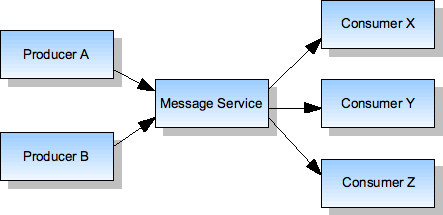 Producer A
Producer B
Message Service
Consumer X
Consumer Y
Consumer Z